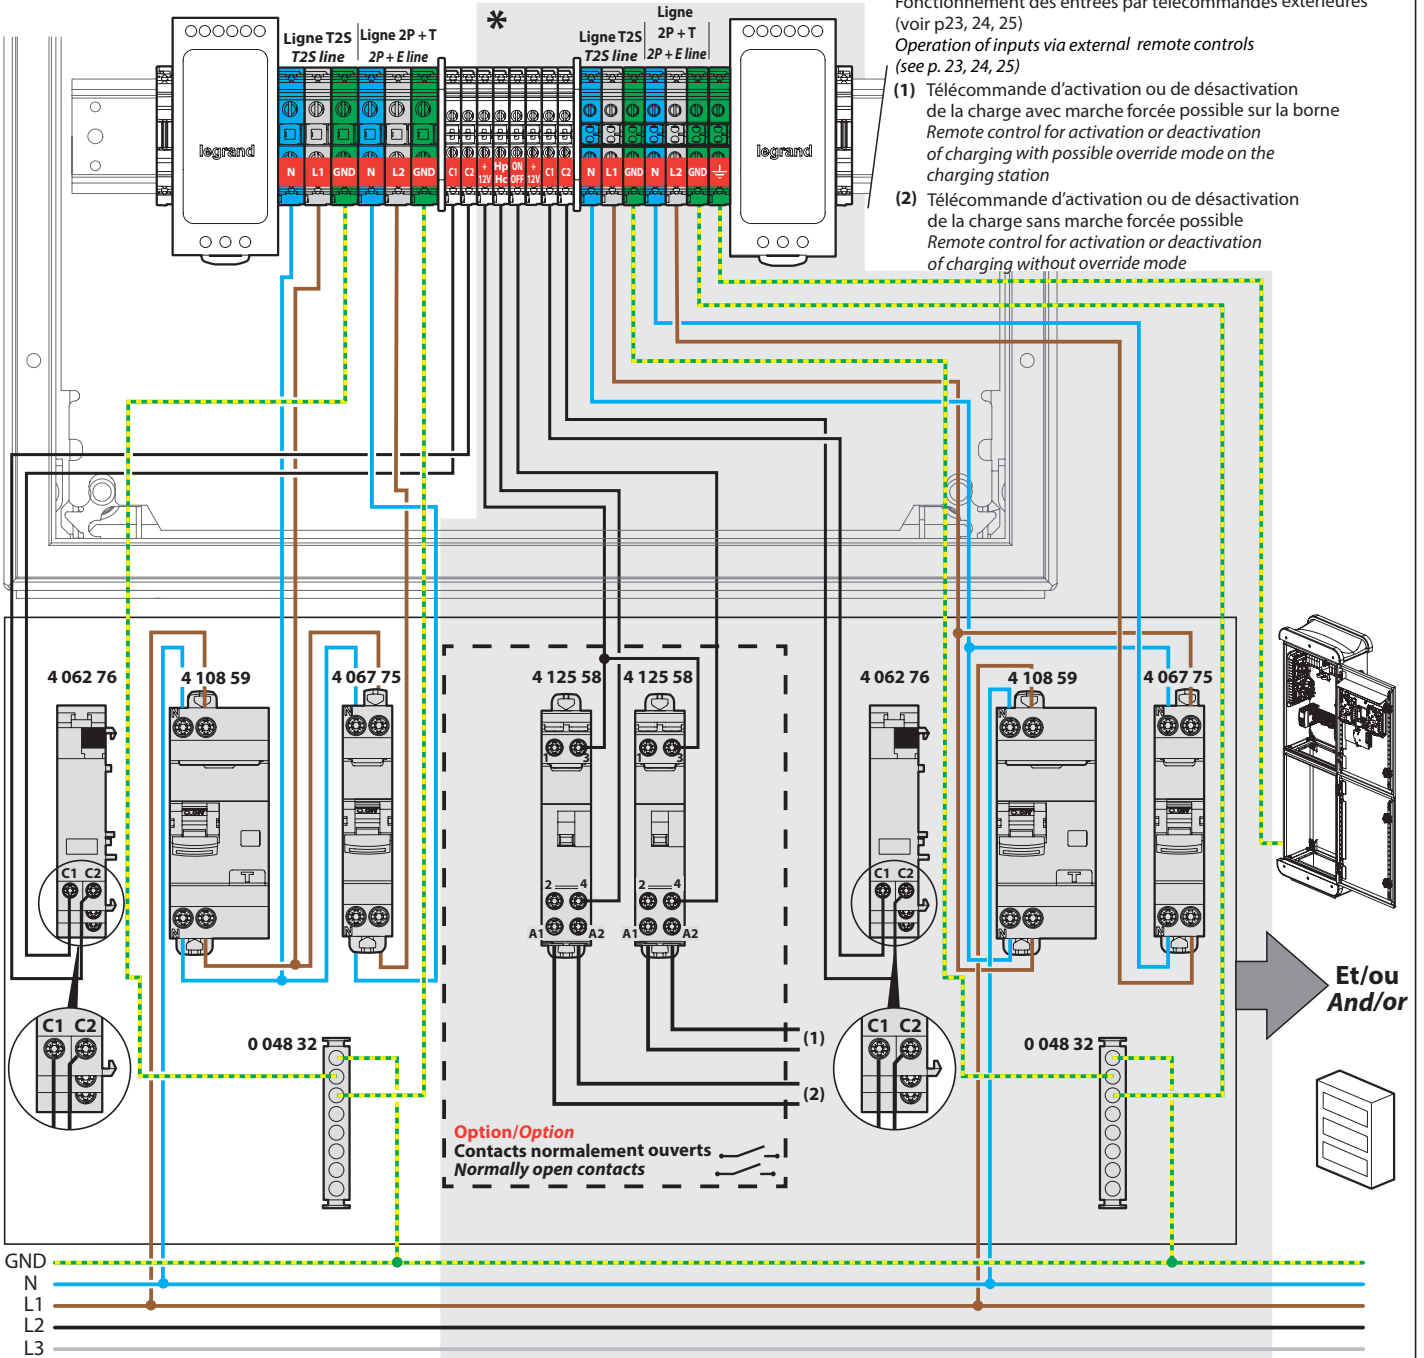 Fonctionnement des entrées par télécommandes extérieures
(voir p23, 24, 25)
Operation of inputs via external remote controls
(see p. 23, 24, 25)
(1) Télécommande d'activation ou de désactivation
de la charge avec marche forcée possible sur la borne
Remote control for activation or deactivation
of charging with possible override mode on the
charging station
(2) Télécommande d'activation ou de désactivation
de la charge sans marche forcée possible
Remote control for activation or deactivation
of charging without override mode
*
Ligne T2S
T2S line
Ligne 2P + T
2P + E line
Ligne T2S
T2S line
Ligne
2P + T
2P + E line
legrand
N L1 GND N L2 GND C1 C2 + 12V Hp Hc ON OFF + 12V C1 C2 N L1 GND N L2 GND
legrand
4 062 76
4 108 59
4 067 75
4 125 58
4 125 58
4 062 76
4 108 59
4 067 75
N N
1 3 1 3
N N
C1 C2
2 4 2 4
C1 C2
T
T
N N
A1 A2 A1 A2
N N
Et/ou
And/or
C1 C2
C1 C2
0 048 32
(1)
0 048 32
(2)
Option/Option
Contacts normalement ouverts
Normally open contacts
GND
N
L1
L2
L3